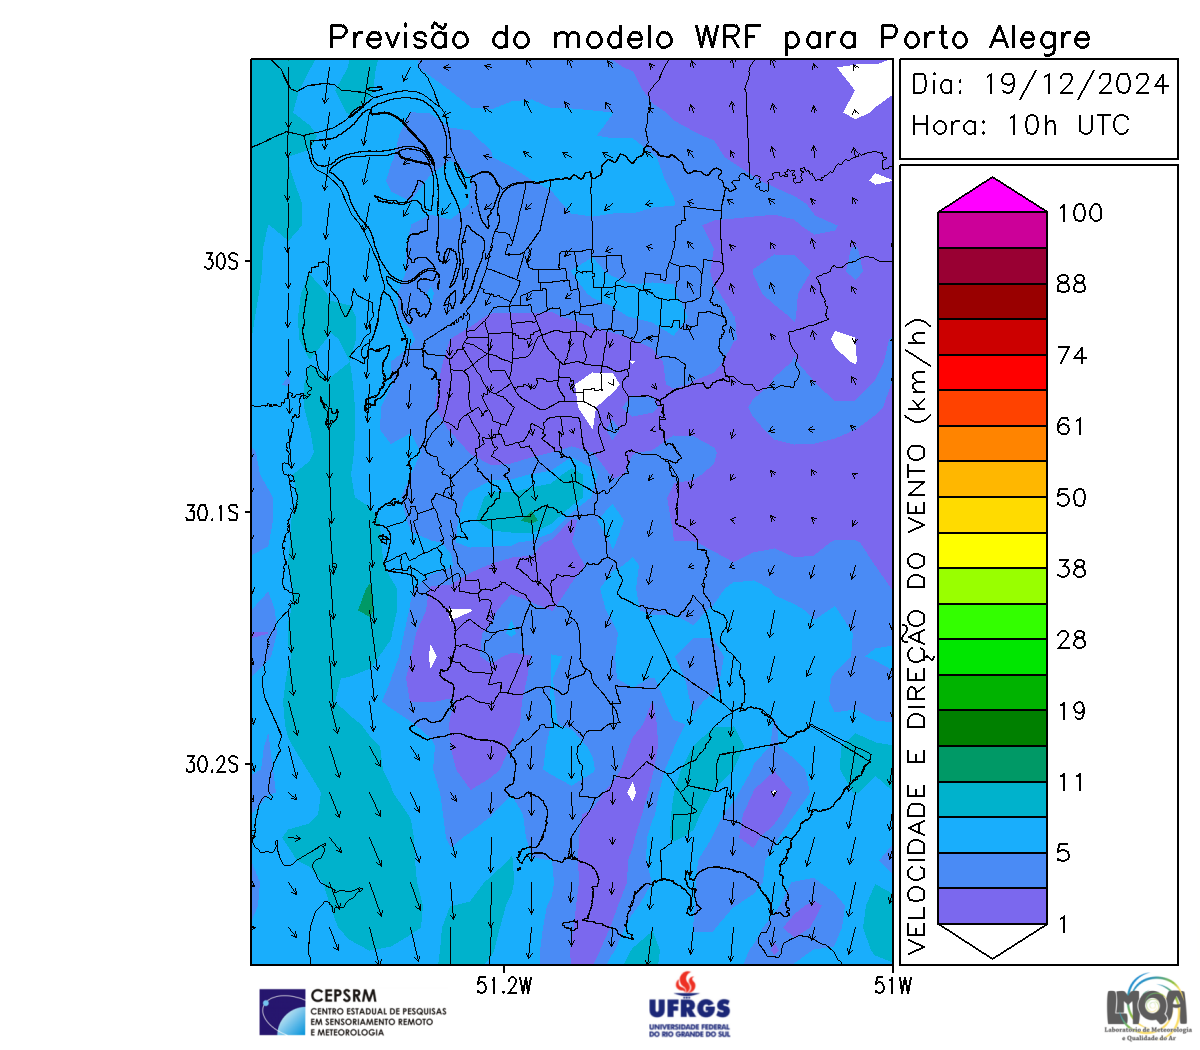 Previsão do modelo WRF para Porto Alegre
Dia: 19/12/2024
Hora: 10h UTC
30S
30.1S
30.2S
51.2W
51W
VELOCIDADE E DIREÇÃO DO VENTO (km/h)
100
88
74
61
50
38
28
19
11
5
1
CEPSRM
CENTRO ESTADUAL DE PESQUISAS
EM SENSORIAMENTO REMOTO
E METEOROLOGIA
UFRGS
UNIVERSIDADE FEDERAL
DO RIO GRANDE DO SUL
LMQA
Laboratório de Meteorologia
e Qualidade do Ar